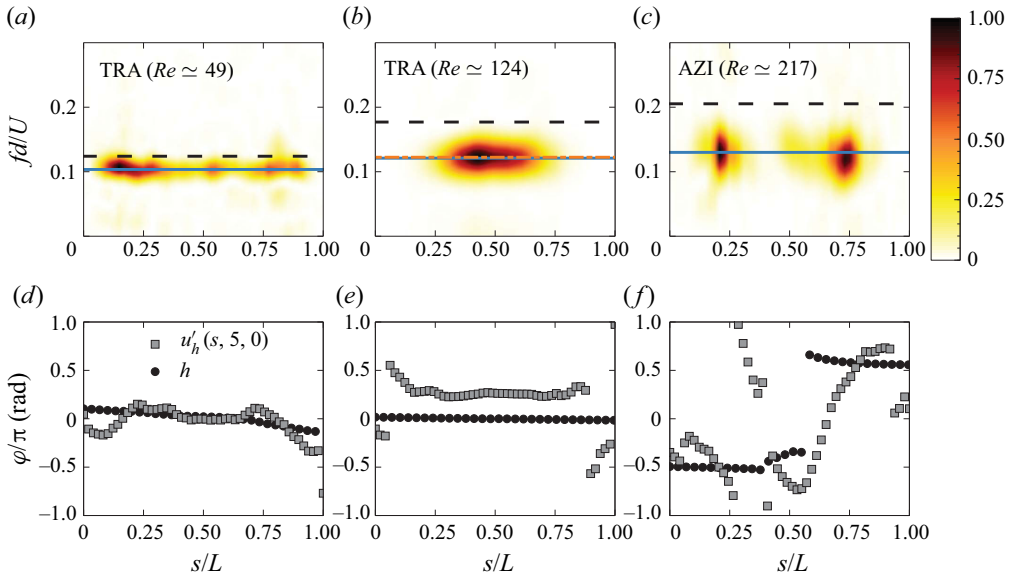 (a) (b) (c)
TRA (Re ≃ 49) TRA (Re ≃ 124) AZI (Re ≃ 217)
fd/U
0.2 0.2 0.2
0.1 0.1 0.1
0 0.25 0.50 0.75 1.00 0 0.25 0.50 0.75 1.00 0 0.25 0.50 0.75 1.00
1.00
0.75
0.50
0.25
0
(d) (e) (f)
u′h(s, 5, 0)
h
φ/π (rad)
1.0 1.0 1.0
0.5 0.5 0.5
0 0 0
−0.5 −0.5 −0.5
−1.0 −1.0 −1.0
0 0.25 0.50 0.75 1.00 0 0.25 0.50 0.75 1.00 0 0.25 0.50 0.75 1.00
s/L s/L s/L